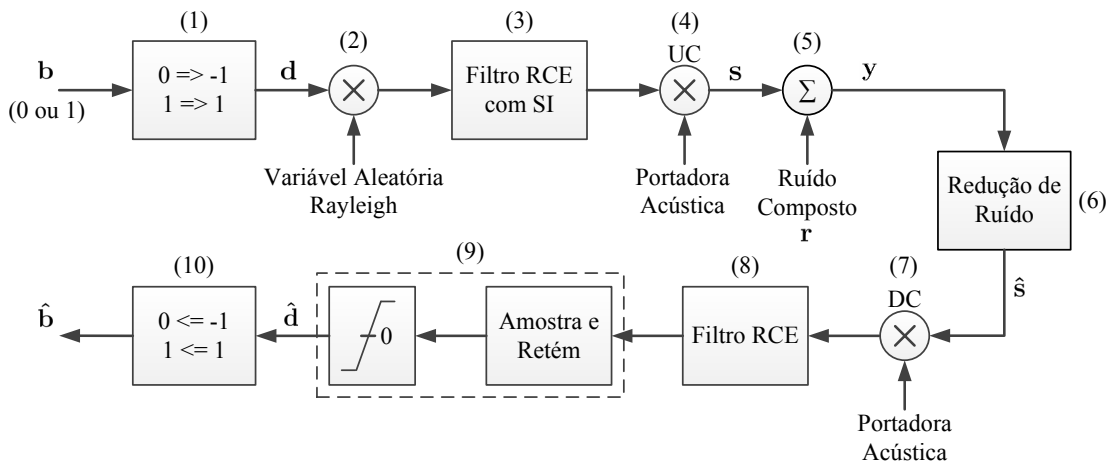 (1)
(2)
(3)
(4)
(5)
UC
b
(0 ou 1)
0 => -1
1 => 1
d
Filtro RCE
com SI
s
Σ
y
Variável Aleatória
Rayleigh
Portadora
Acústica
Ruído
Composto
r
Redução de
Ruído
(6)
(10)
(9)
(8)
(7)
DC
ŝ
b̂
0 <= -1
1 <= 1
d̂
0
Amostra e
Retém
Filtro RCE
Portadora
Acústica